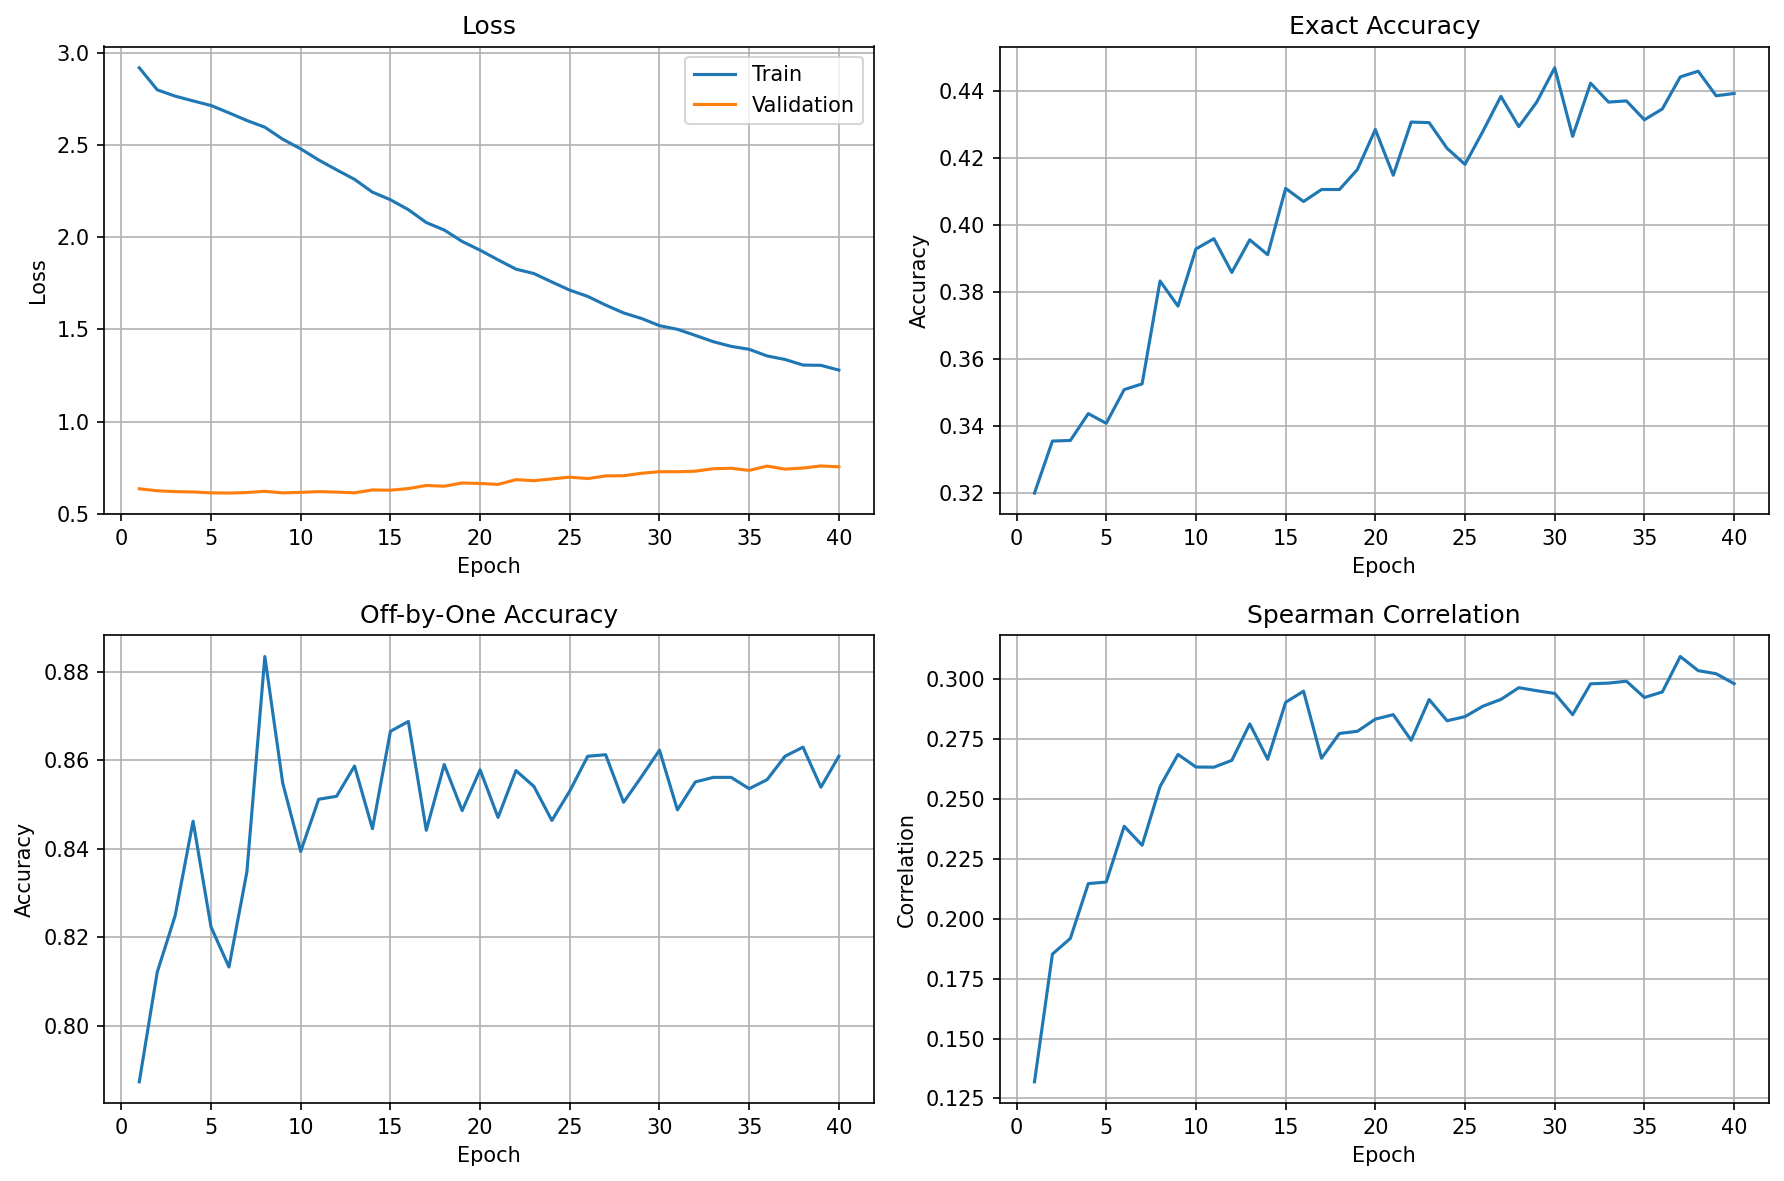 Loss
3.0
2.5
2.0
1.5
1.0
0.5
Loss
Train
Validation
0 5 10 15 20 25 30 35 40
Epoch
Exact Accuracy
0.44
0.42
0.40
0.38
0.36
0.34
0.32
Accuracy
0 5 10 15 20 25 30 35 40
Epoch
Off-by-One Accuracy
0.88
0.86
0.84
0.82
0.80
Accuracy
0 5 10 15 20 25 30 35 40
Epoch
Spearman Correlation
0.300
0.275
0.250
0.225
0.200
0.175
0.150
0.125
Correlation
0 5 10 15 20 25 30 35 40
Epoch